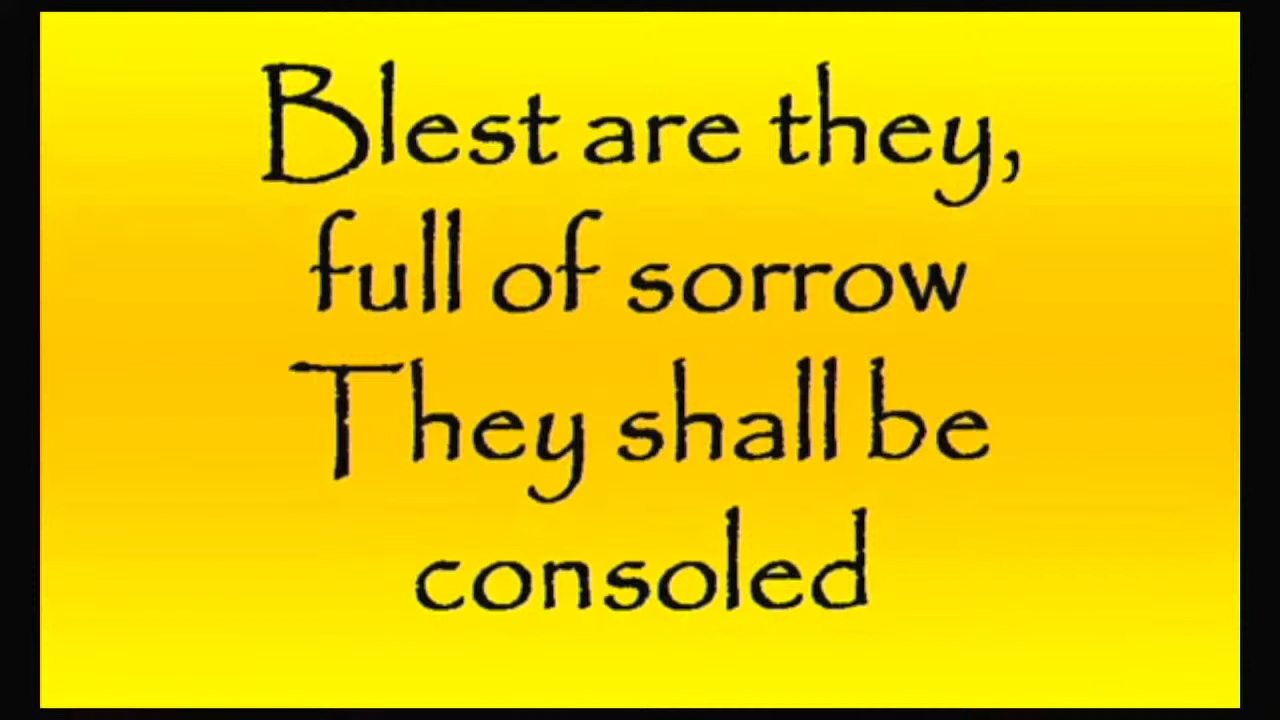 Blest are they,
full of sorrow
They shall be
consoled